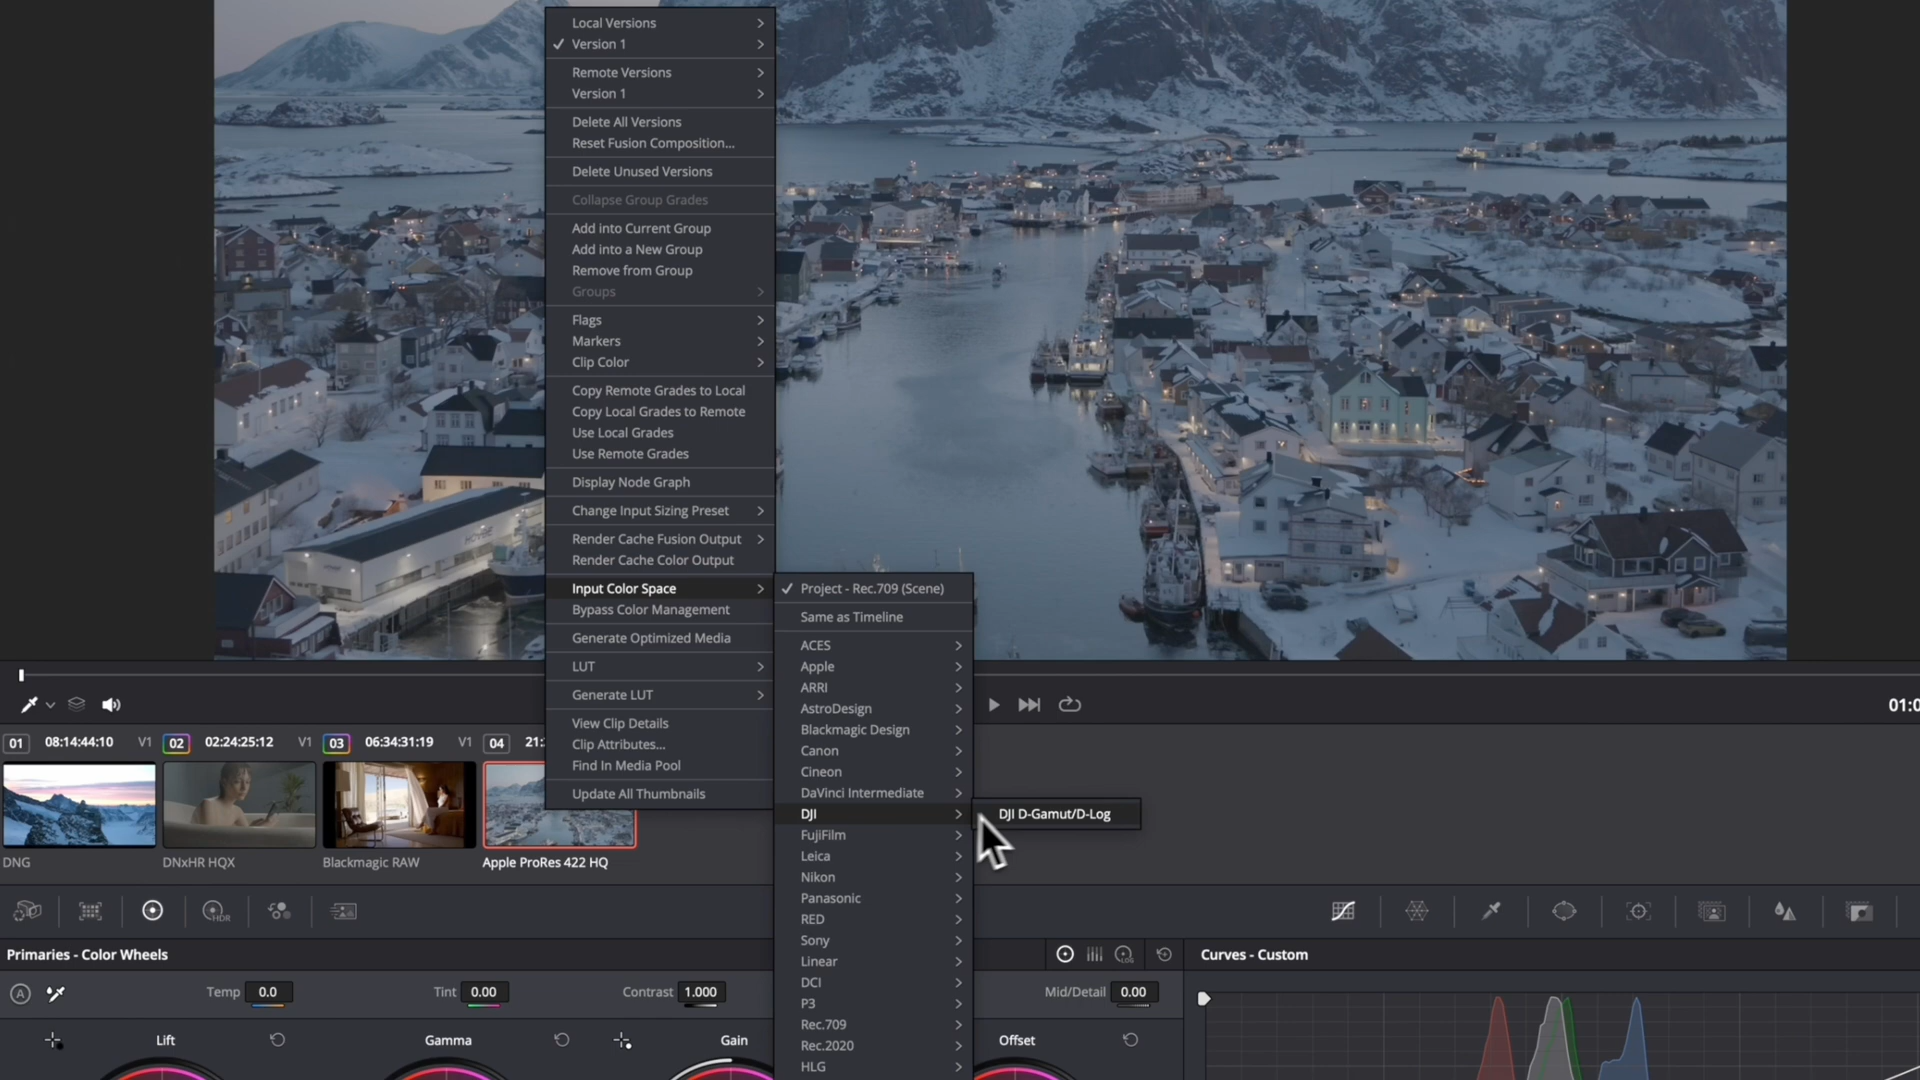 Local Versions
Version 1
Remote Versions
Version 1
Delete All Versions
Reset Fusion Composition...
Delete Unused Versions
Collapse Group Grades
Add into Current Group
Add into a New Group
Remove from Group
Groups
Flags
Markers
Clip Color
Copy Remote Grades to Local
Copy Local Grades to Remote
Use Local Grades
Use Remote Grades
Display Node Graph
Change Input Sizing Preset
Render Cache Fusion Output
Render Cache Color Output
Input Color Space
Bypass Color Management
Generate Optimized Media
LUT
Generate LUT
View Clip Details
Clip Attributes...
Find In Media Pool
Update All Thumbnails
Project - Rec.709 (Scene)
Same as Timeline
ACES
Apple
ARRI
AstroDesign
Blackmagic Design
Canon
Cineon
DaVinci Intermediate
DJI
FujiFilm
Leica
Nikon
Panasonic
RED
Sony
Linear
DCI
P3
Rec.709
Rec.2020
HLG
DJI D-Gamut/D-Log
01:0
01 08:14:44:10 V1 02 02:24:25:12 V1 03 06:34:31:19 V1 04 21:
DNG DNxHR HQX Blackmagic RAW Apple ProRes 422 HQ
HDR
Primaries - Color Wheels
LOG
Curves - Custom
A Temp 0.0 Tint 0.00 Contrast 1.000 Mid/Detail 0.00
Lift Gamma Gain Offset